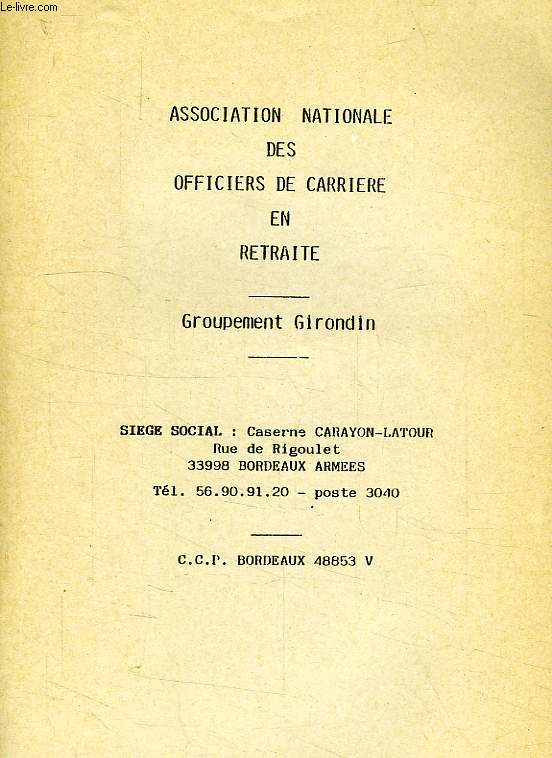 Le-livre.com
ASSOCIATION NATIONALE
DES
OFFICIERS DE CARRIERE
EN
RETRAITE
Groupement Girondin
SIEGE SOCIAL : Caserne CARAYON-LATOUR
Rue de Rigoulet
33998 BORDEAUX ARMEES
Tél. 56.90.91.20 - poste 3040
C.C.P. BORDEAUX 48853 V